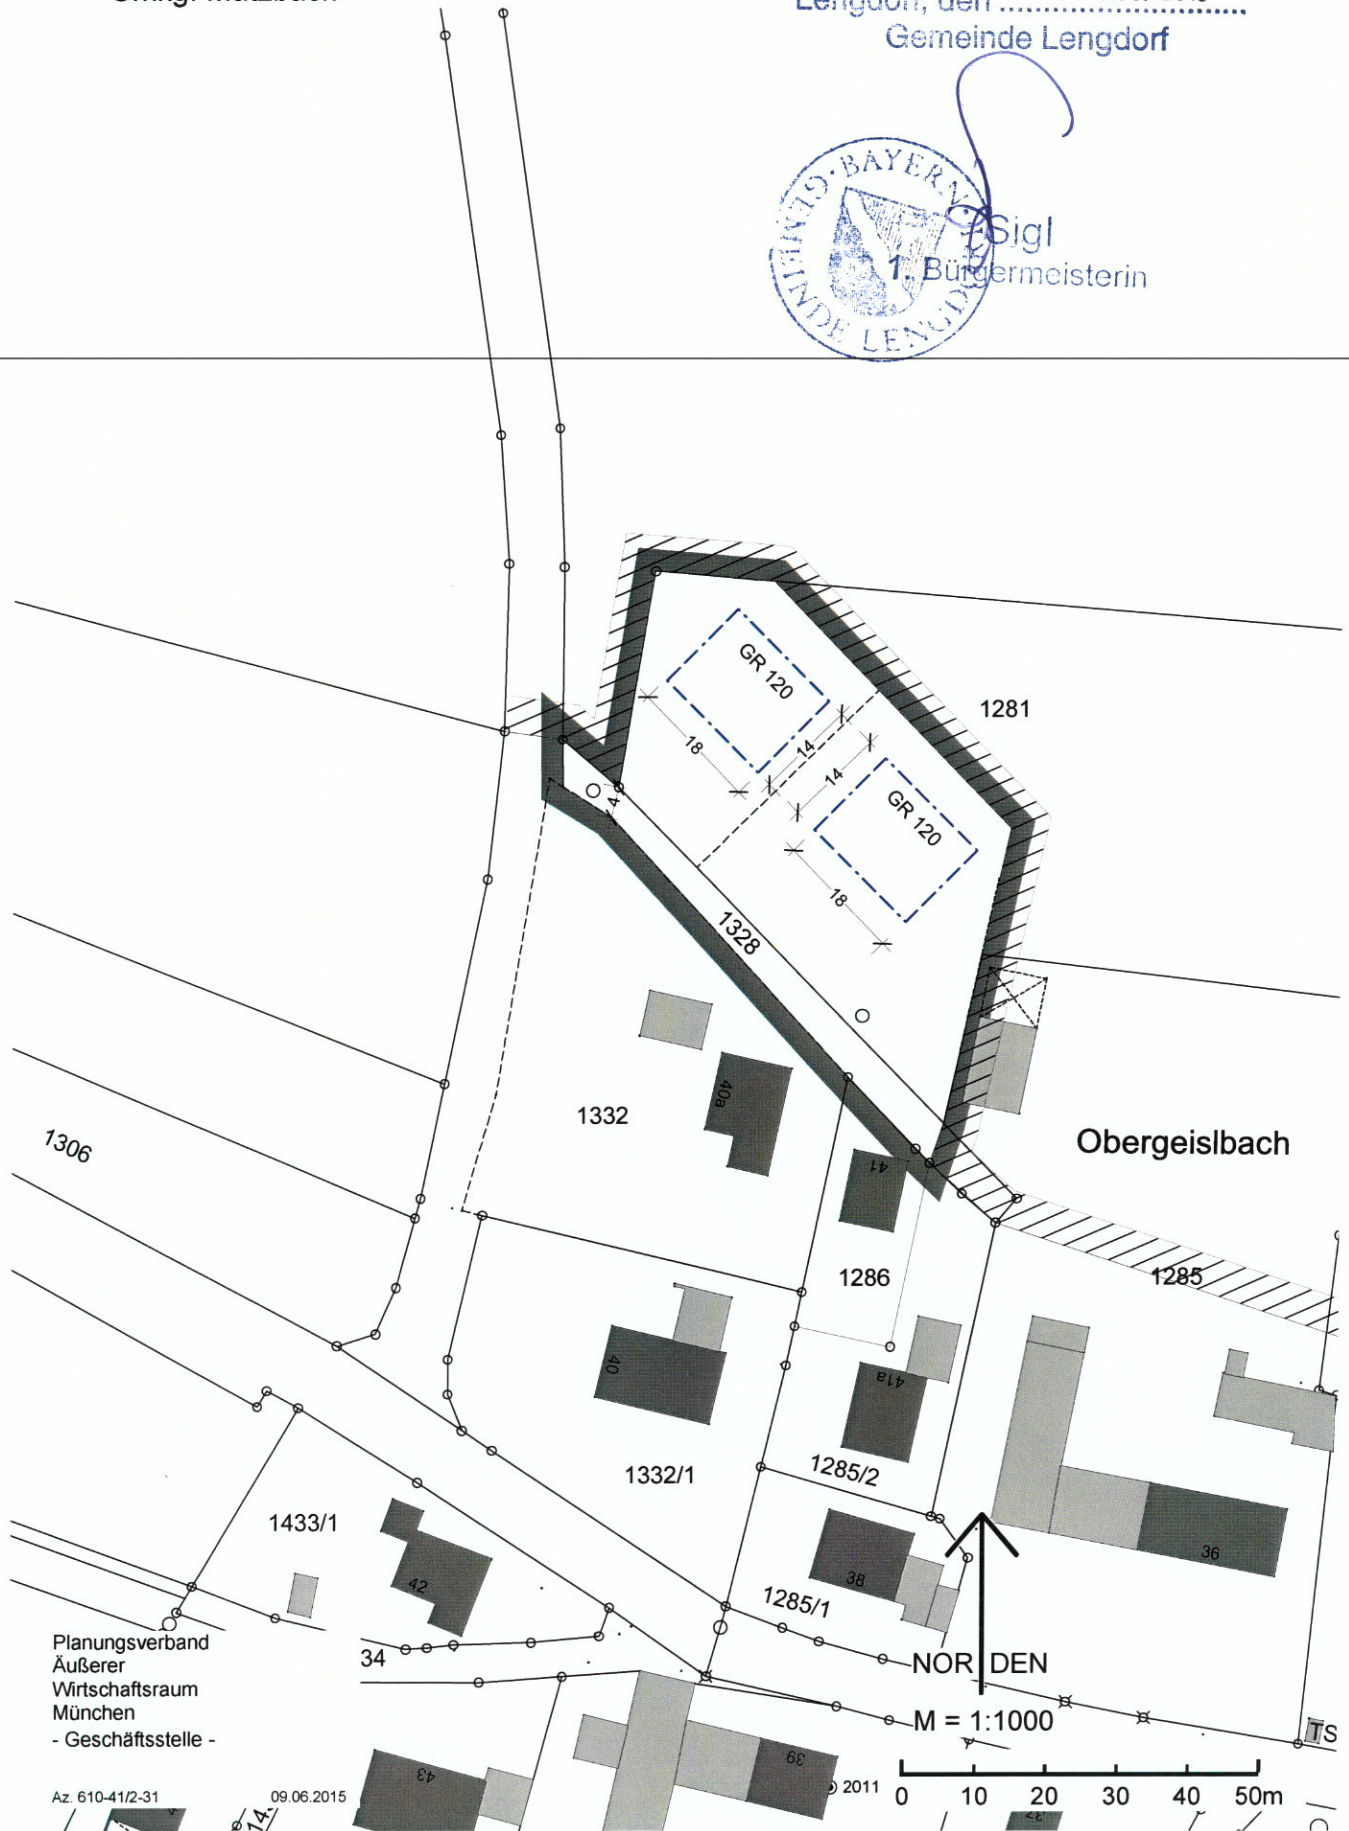 Gemeinde Lengdorf
BAYERN
GEMEINDE LENGDORF
Sigl
1. Bürgermeisterin
GR 120
1281
18
14
14
GR 120
4
18
1328
40a
1332
1306
Obergeislbach
41
1286
1285
40
41a
1332/1
1285/2
1433/1
36
42
38
1285/1
Planungsverband
Äußerer
Wirtschaftsraum
München
- Geschäftsstelle -
34
NORDEN
M = 1:1000
TS
43
39
2011
0 10 20 30 40 50m
Az. 610-41/2-31 09.06.2015
37